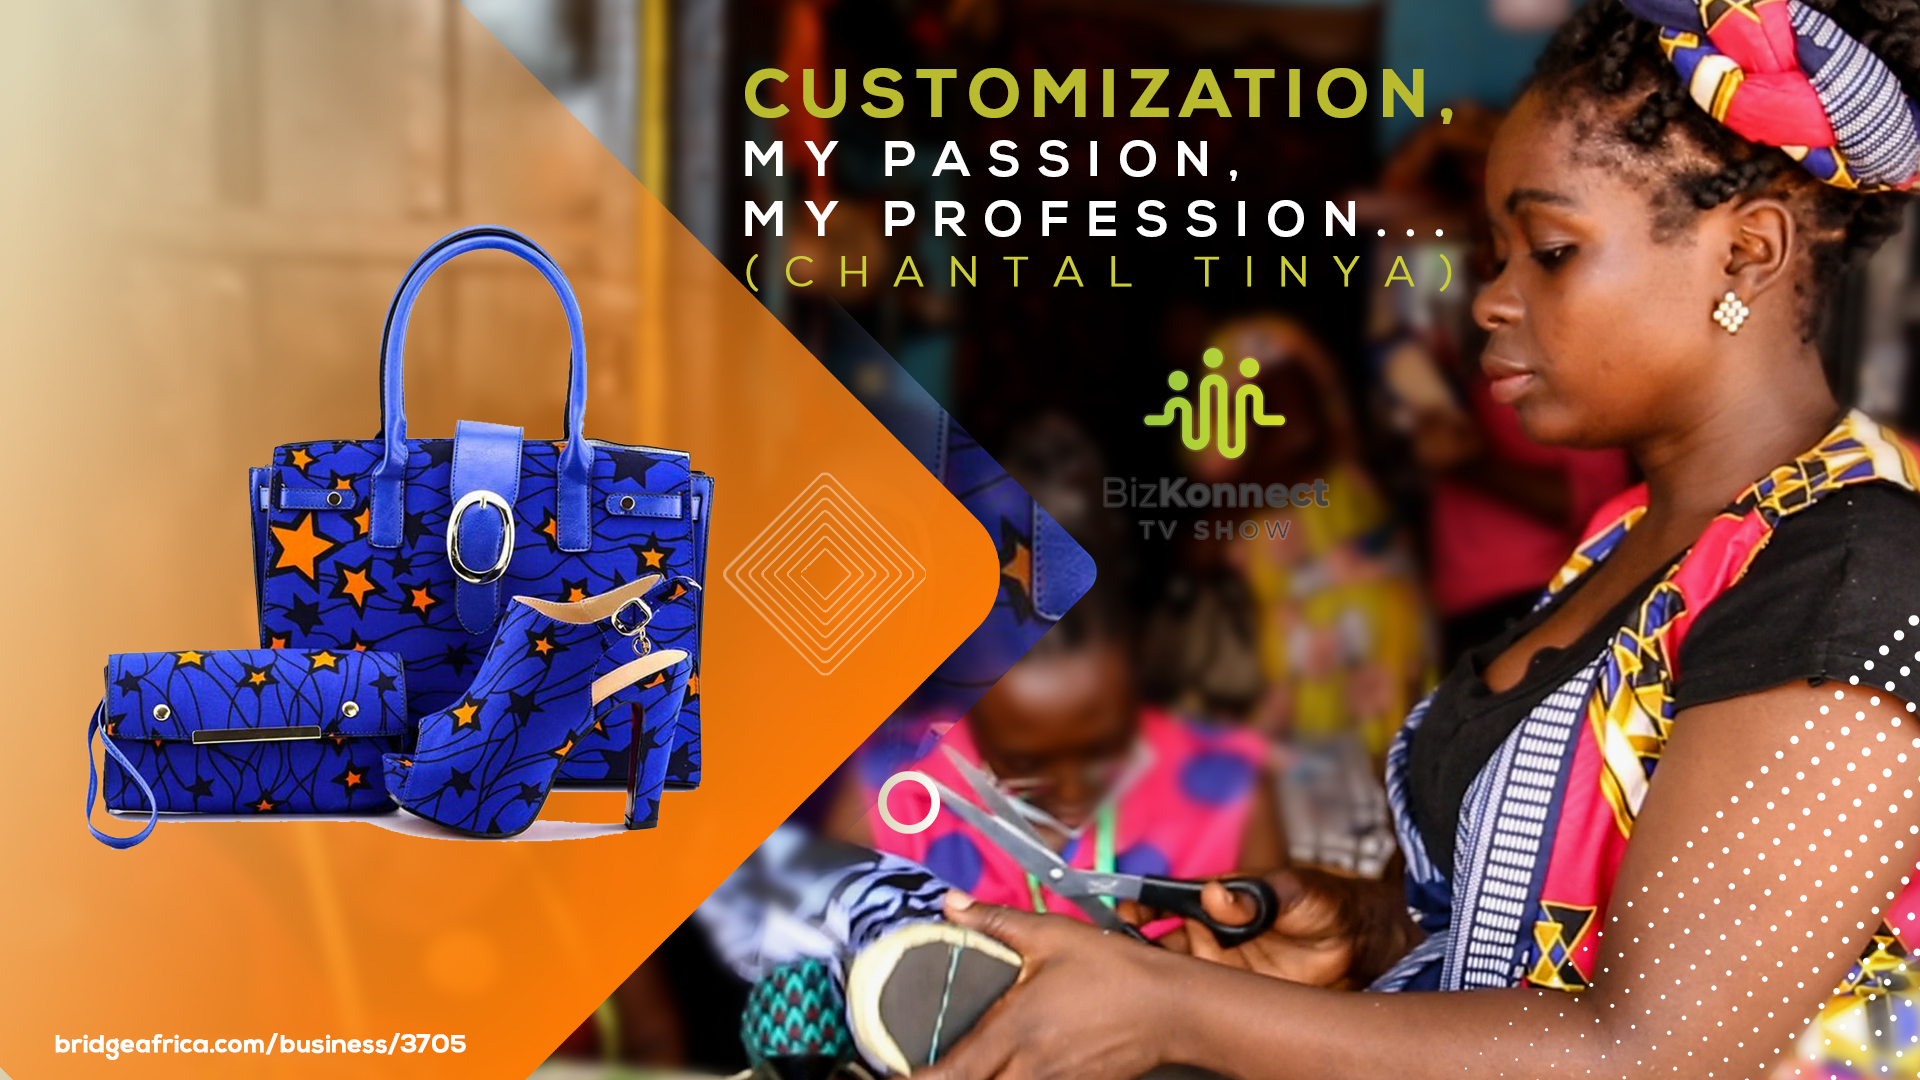 CUSTOMIZATION,
MY PASSION,
MY PROFESSION...
(CHANTAL TINYA)
BizKonnect
TV SHOW
bridgeafrica.com/business/3705